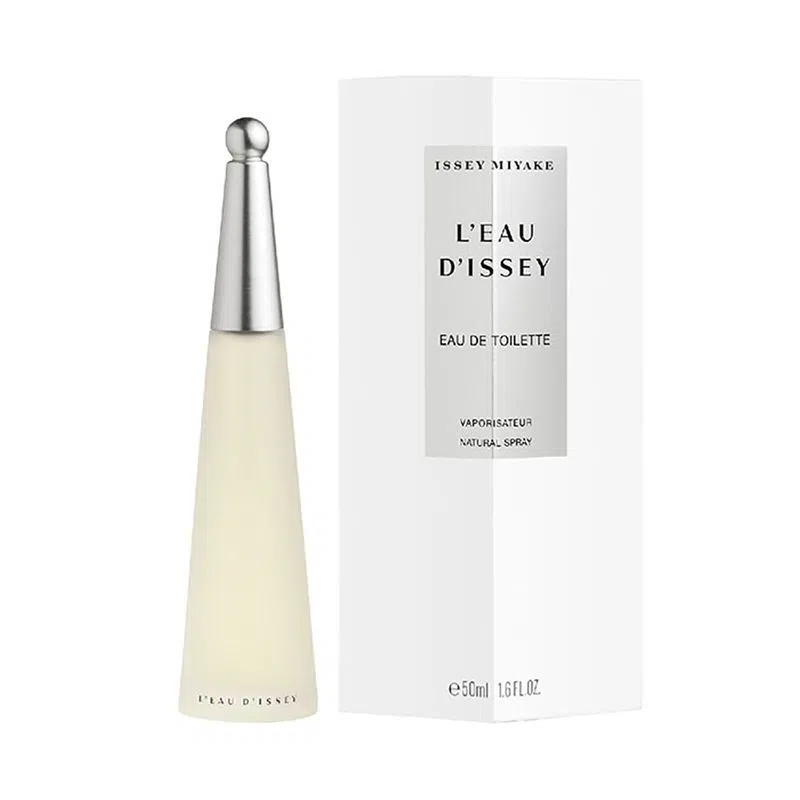 L'EAU D'ISSEY
ISSEY MIYAKE
L'EAU
D'ISSEY
EAU DE TOILETTE
VAPORISATEUR
NATURAL SPRAY
℮50ml 1.6 FL.OZ.